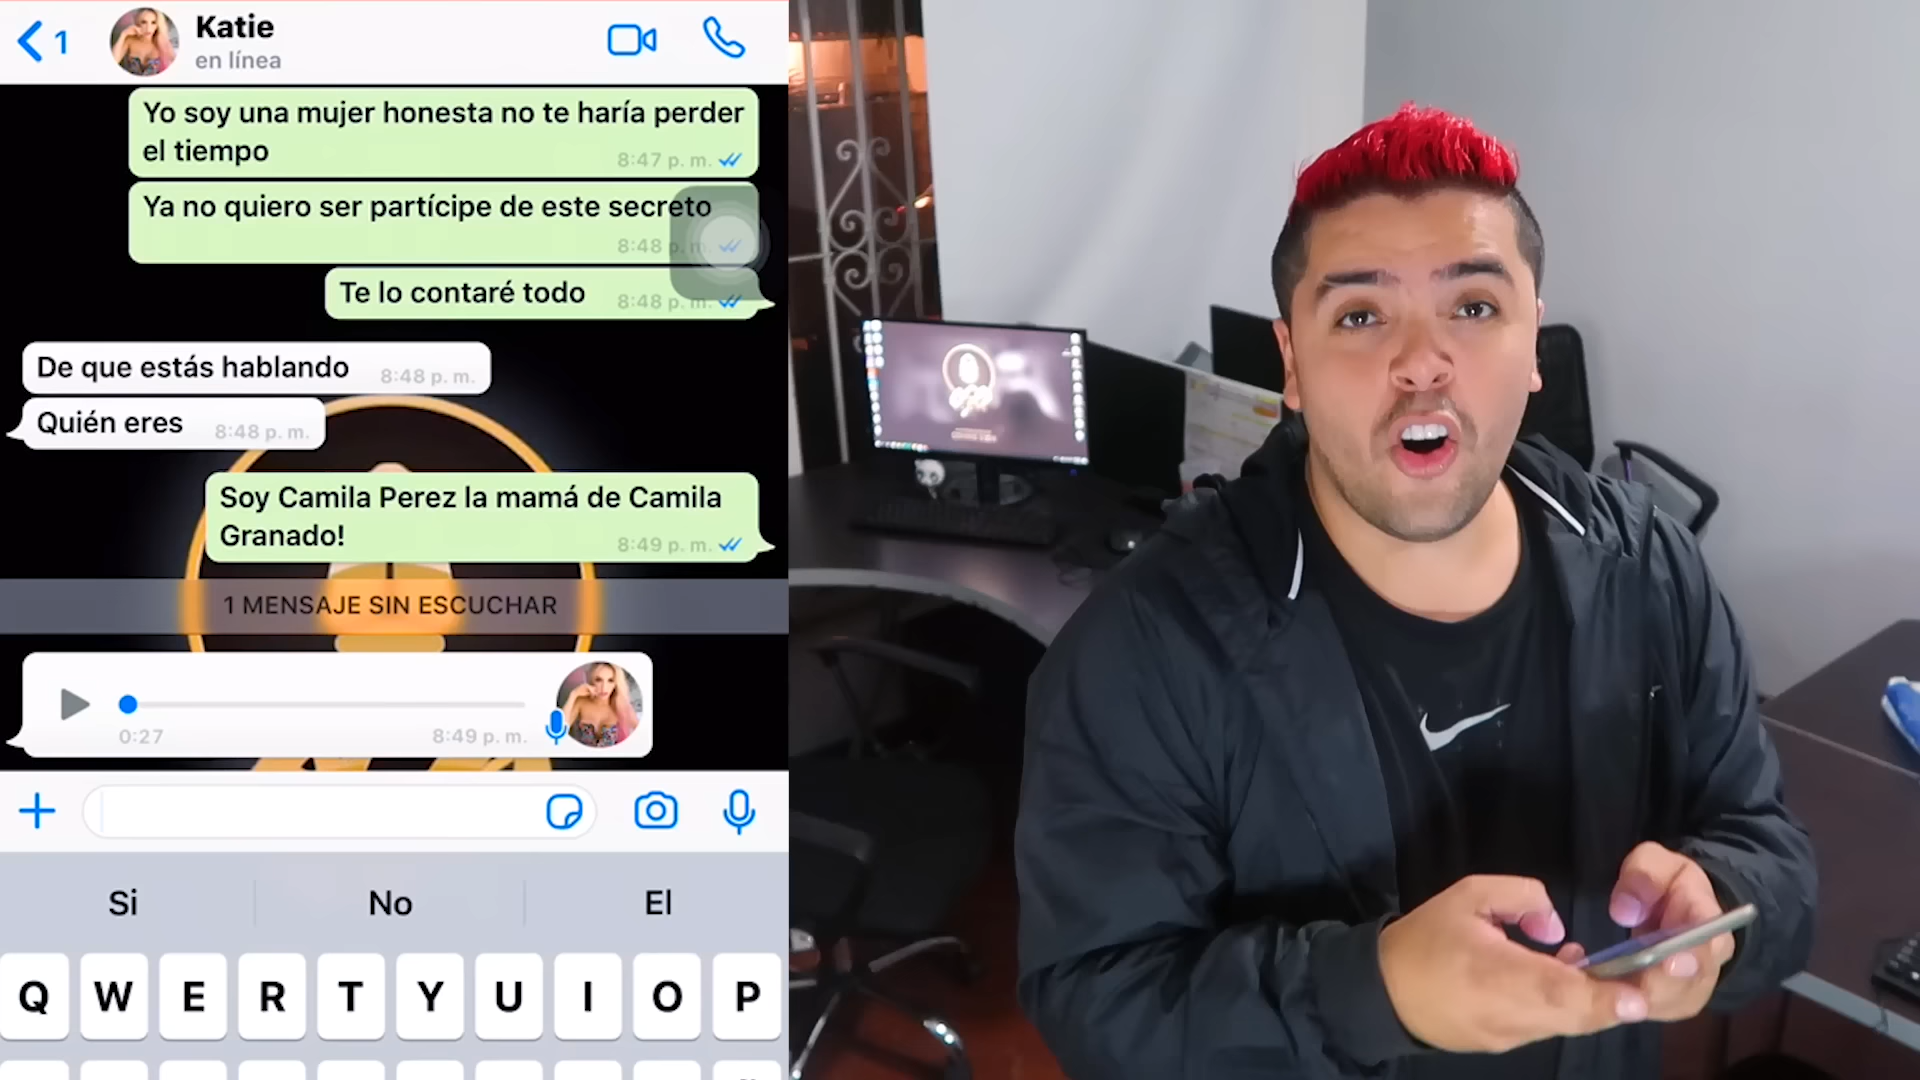 1
Katie
en línea
Yo soy una mujer honesta no te haría perder
el tiempo
8:47 p. m.
Ya no quiero ser partícipe de este secreto
8:48 p. m.
Te lo contaré todo
8:48 p. m.
De que estás hablando
8:48 p. m.
Quién eres
8:48 p. m.
Soy Camila Perez la mamá de Camila
Granado!
8:49 p. m.
1 MENSAJE SIN ESCUCHAR
0:27
8:49 p. m.
Si No El
Q W E R T Y U I O P